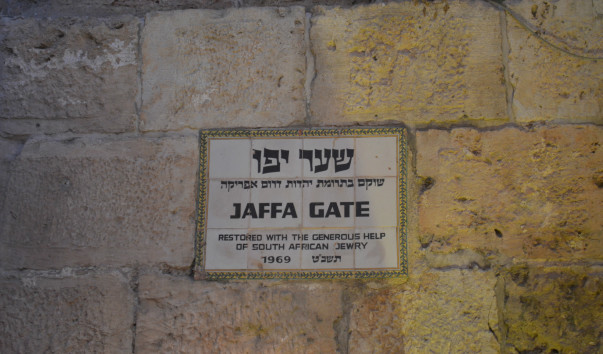 שער יפו
שוקם בתרומת יהדות דרום אפריקה
JAFFA GATE
RESTORED WITH THE GENEROUS HELP
OF SOUTH AFRICAN JEWRY
1969 תשכ"ט